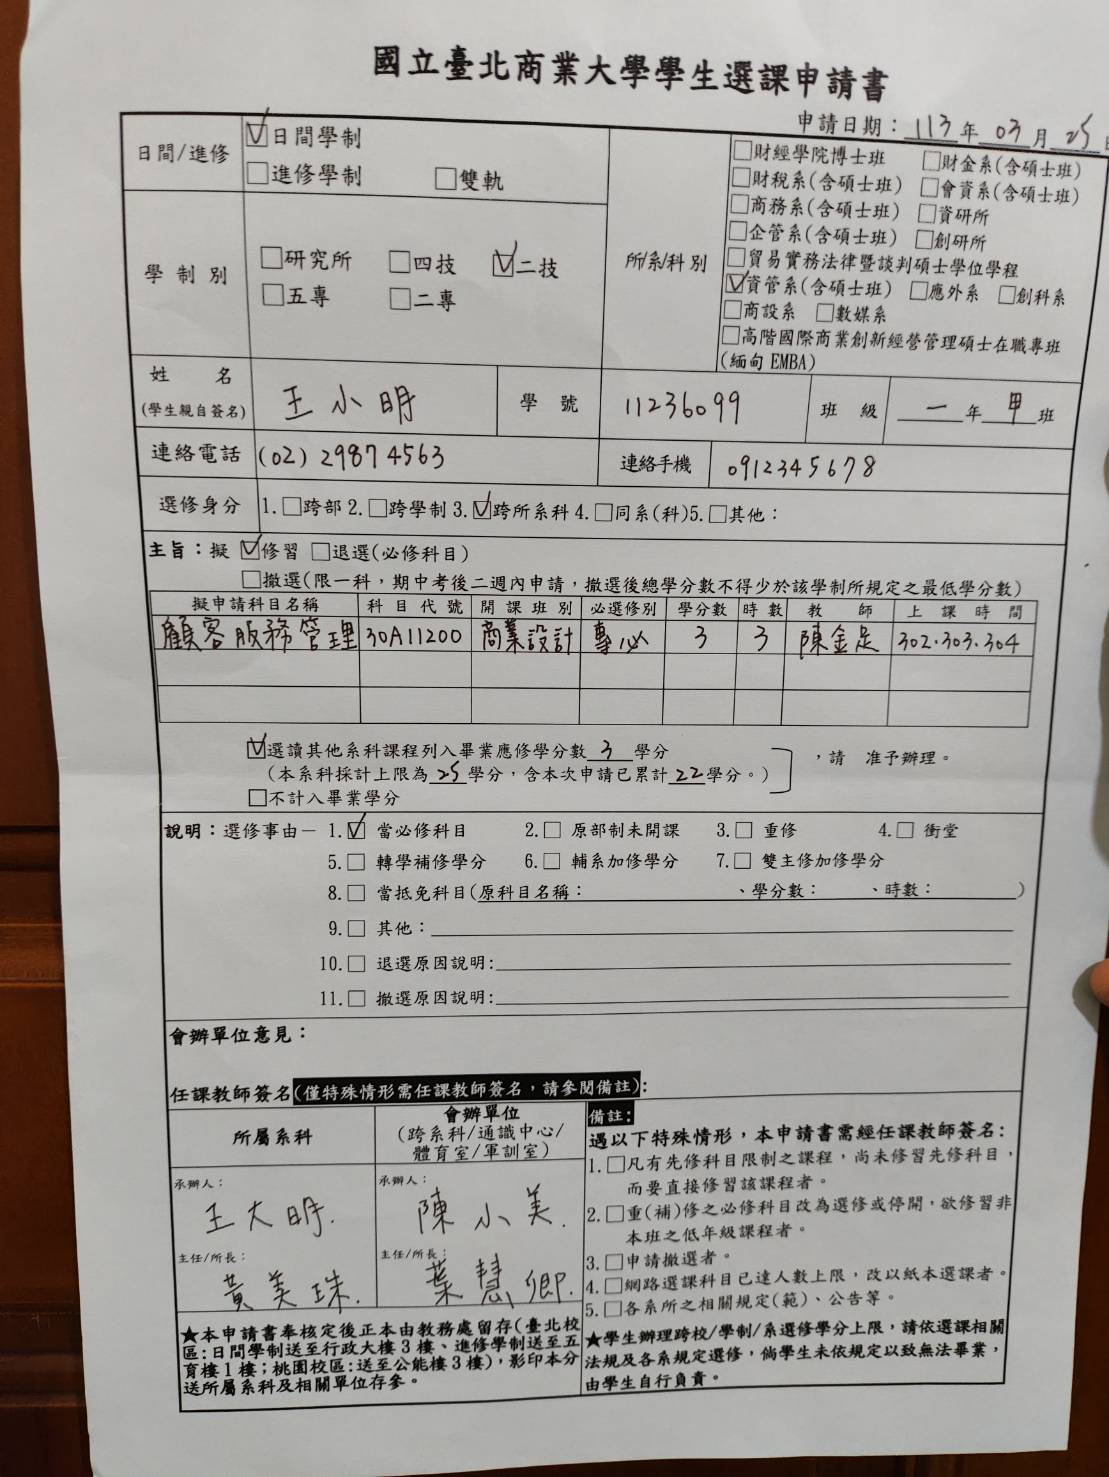 國立臺北商業大學學生選課申請書
申請日期：113年03月25日
日間/進修 ☑日間學制
□進修學制 □雙軌
學制別 □研究所 □四技 ☑二技
□五專 □二專
所/系/科別 □財經學院博士班 □財金系(含碩士班)
□財稅系(含碩士班) □會資系(含碩士班)
□商務系(含碩士班) □資研所
□企管系(含碩士班) □創研所
□貿易實務法律暨談判碩士學位學程
☑資管系(含碩士班) □應外系 □創科系
□商設系 □數媒系
□高階國際商業創新經營管理碩士在職專班
(緬甸 EMBA)
姓名 (學生親自簽名) 王小明 學號 11236099 班級 一年甲班
連絡電話 (02) 29874563 連絡手機 0912345678
選修身分 1.□跨部 2.□跨學制 3.☑跨所系科 4.□同系(科)5.□其他：
主旨：擬 ☑修習 □退選(必修科目)
□撤選(限一科，期中考後二週內申請，撤選後總學分數不得少於該學制所規定之最低學分數)
擬申請科目名稱 科目代號 開課班別 必選修別 學分數 時數 教師 上課時間
顧客服務管理 30A11200 商業設計 專必 3 3 陳金足 302.303.304
☑選讀其他系科課程列入畢業應修學分數3學分 ，請 准予辦理。
(本系科採計上限為25學分，含本次申請已累計22學分。)
□不計入畢業學分
說明：選修事由－ 1.☑ 當必修科目 2.□ 原部制未開課 3.□ 重修 4.□ 衝堂
5.□ 轉學補修學分 6.□ 輔系加修學分 7.□ 雙主修加修學分
8.□ 當抵免科目(原科目名稱： 、學分數： 、時數： )
9.□ 其他：
10.□ 退選原因說明:
11.□ 撤選原因說明:
會辦單位意見：
任課教師簽名(僅特殊情形需任課教師簽名，請參閱備註)：
所屬系科
承辦人：
王大明.
主任/所長：
黃美珠.
會辦單位
(跨系科/通識中心/
體育室/軍訓室)
承辦人：
陳小美.
主任/所長：
葉慧卿.
備註:
遇以下特殊情形，本申請書需經任課教師簽名:
1.□凡有先修科目限制之課程，尚未修習先修科目，
而要直接修習該課程者。
2.□重(補)修之必修科目改為選修或停開，欲修習非
本班之低年級課程者。
3.□申請撤選者。
4.□網路選課科目已達人數上限，改以紙本選課者。
5.□各系所之相關規定(範)、公告等。
★本申請書奉核定後正本由教務處留存(臺北校
區:日間學制送至行政大樓3樓、進修學制送至五
育樓1樓;桃園校區:送至公能樓3樓)，影印本分
送所屬系科及相關單位存參。
★學生辦理跨校/學制/系選修學分上限，請依選課相關
法規及各系規定選修，倘學生未依規定以致無法畢業，
由學生自行負責。